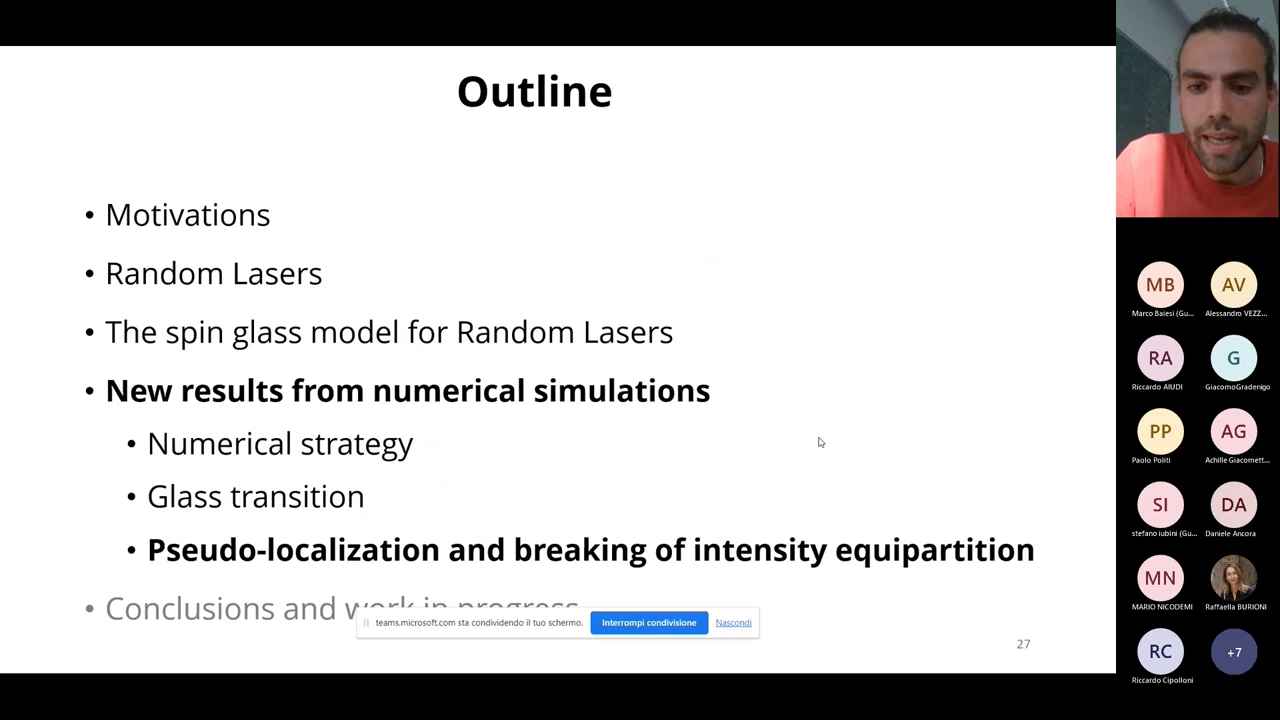 Outline
• Motivations
• Random Lasers
• The spin glass model for Random Lasers
• New results from numerical simulations
• Numerical strategy
• Glass transition
• Pseudo-localization and breaking of intensity equipartition
• Conclusions and work in progress
teams.microsoft.com sta condividendo il tuo schermo. Interrompi condivisione Nascondi
27
MB AV
Marco Baiesi (Gu... Alessandro VEZZ...
RA G
Riccardo AIUDI GiacomoGradenigo
PP AG
Paolo Politi Achille Giacomett...
SI DA
stefano iubini (Gu... Daniele Ancora
MN
MARIO NICODEMI Raffaella BURIONI
RC +7
Riccardo Cipolloni